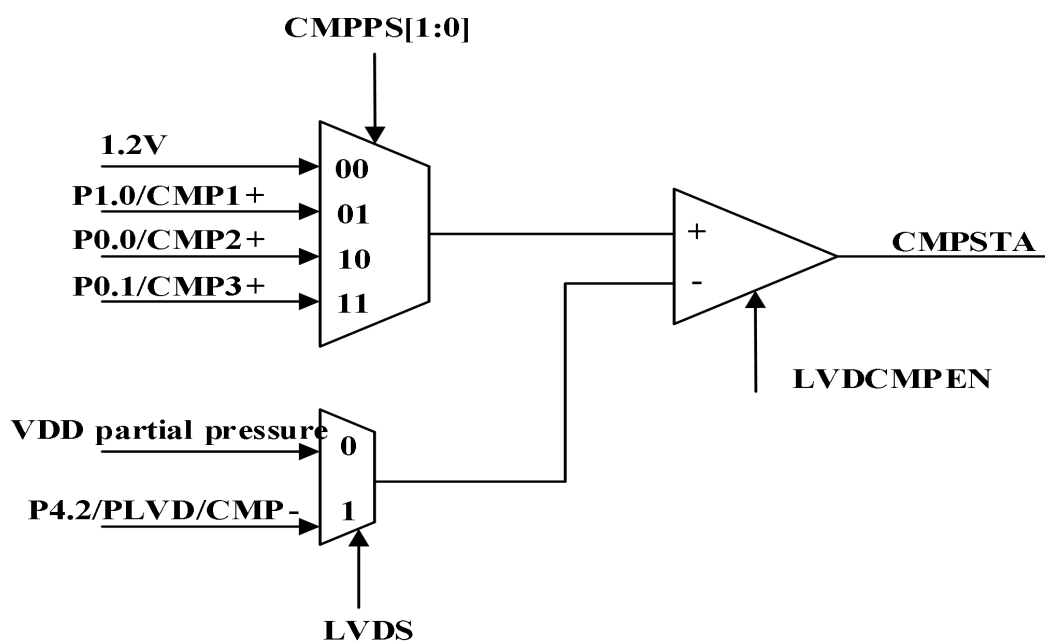 CMPPS[1:0]
1.2V
00
P1.0/CMP1+
01
P0.0/CMP2+
10
P0.1/CMP3+
11
+
-
CMPSTA
LVDCMPEN
VDD partial pressure
0
P4.2/PLVD/CMP-
1
LVDS